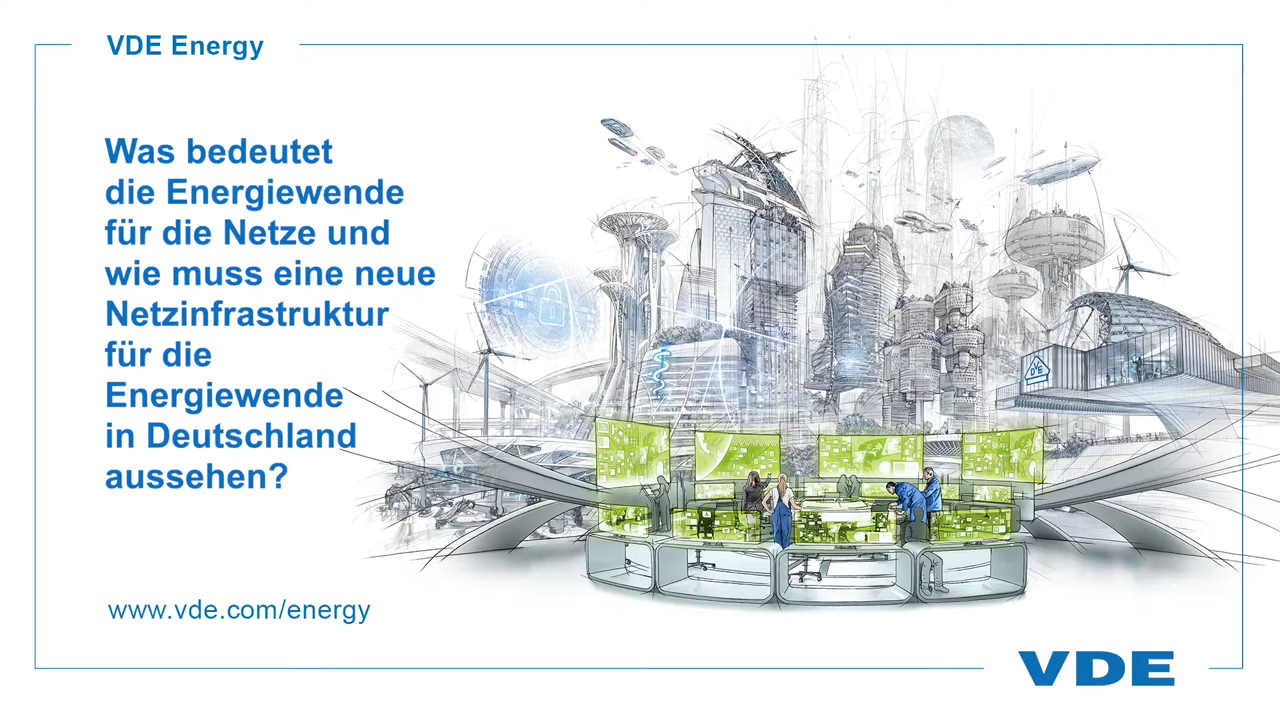 VDE Energy
Was bedeutet
die Energiewende
für die Netze und
wie muss eine neue
Netzinfrastruktur
für die
Energiewende
in Deutschland
aussehen?
VDE
www.vde.com/energy
VDE